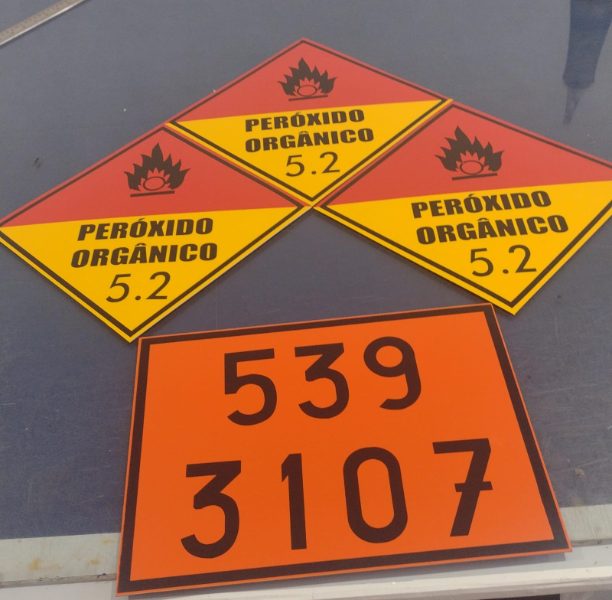 PERÓXIDO
ORGÂNICO
5.2
PERÓXIDO
ORGÂNICO
5.2
PERÓXIDO
ORGÂNICO
5.2
539
3107